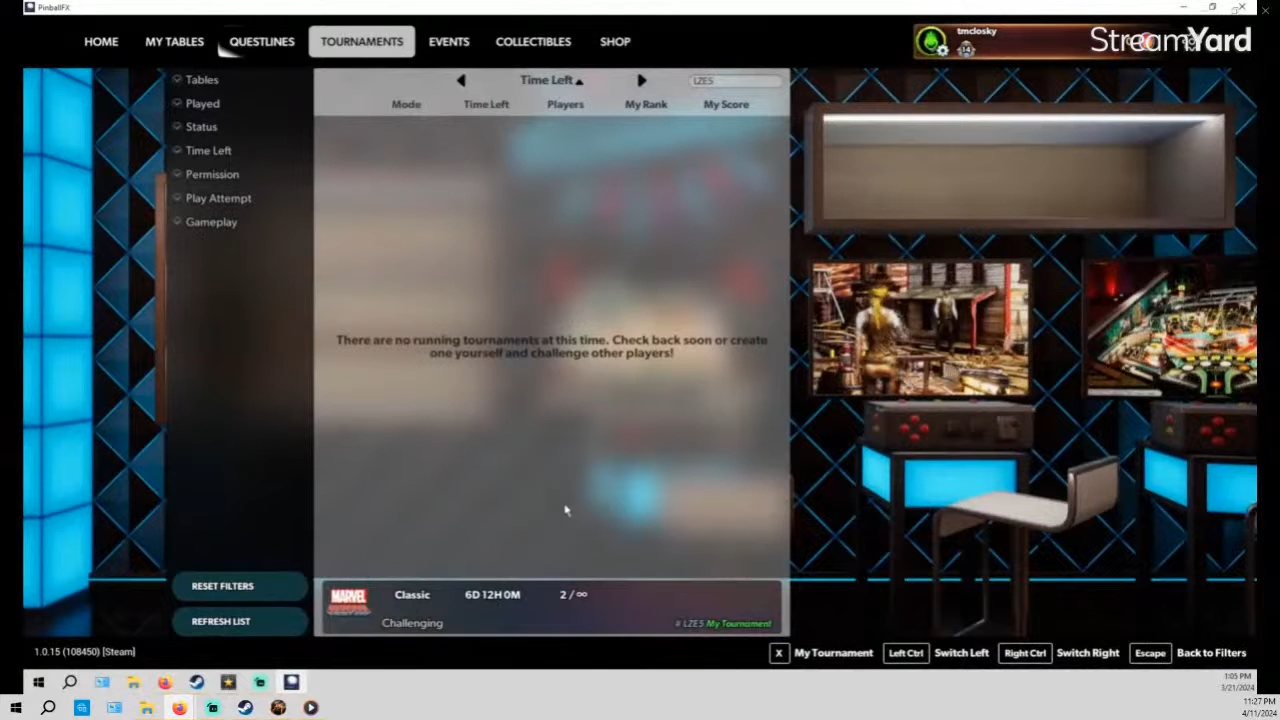 PinballFX
HOME MY TABLES QUESTLINES TOURNAMENTS EVENTS COLLECTIBLES SHOP
tmclosky
14
StreamYard
Tables
Played
Status
Time Left
Permission
Play Attempt
Gameplay
Time Left
LZE5
Mode Time Left Players My Rank My Score
There are no running tournaments at this time. Check back soon or create
one yourself and challenge other players!
RESET FILTERS
REFRESH LIST
MARVEL
Classic 6D 12H 0M 2 / ∞
Challenging # LZE5 My Tournament
1.0.15 (108450) [Steam]
X My Tournament Left Ctrl Switch Left Right Ctrl Switch Right Escape Back to Filters
1:05 PM
3/21/2024
11:27 PM
4/11/2024